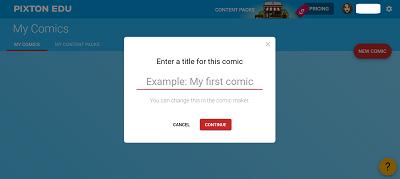 PIXTON EDU
CONTENT PACKS
PRICING
My Comics
MY COMICS
MY CONTENT PACKS
NEW COMIC
×
Enter a title for this comic
Example: My first comic
You can change this in the comic maker.
CANCEL
CONTINUE
?